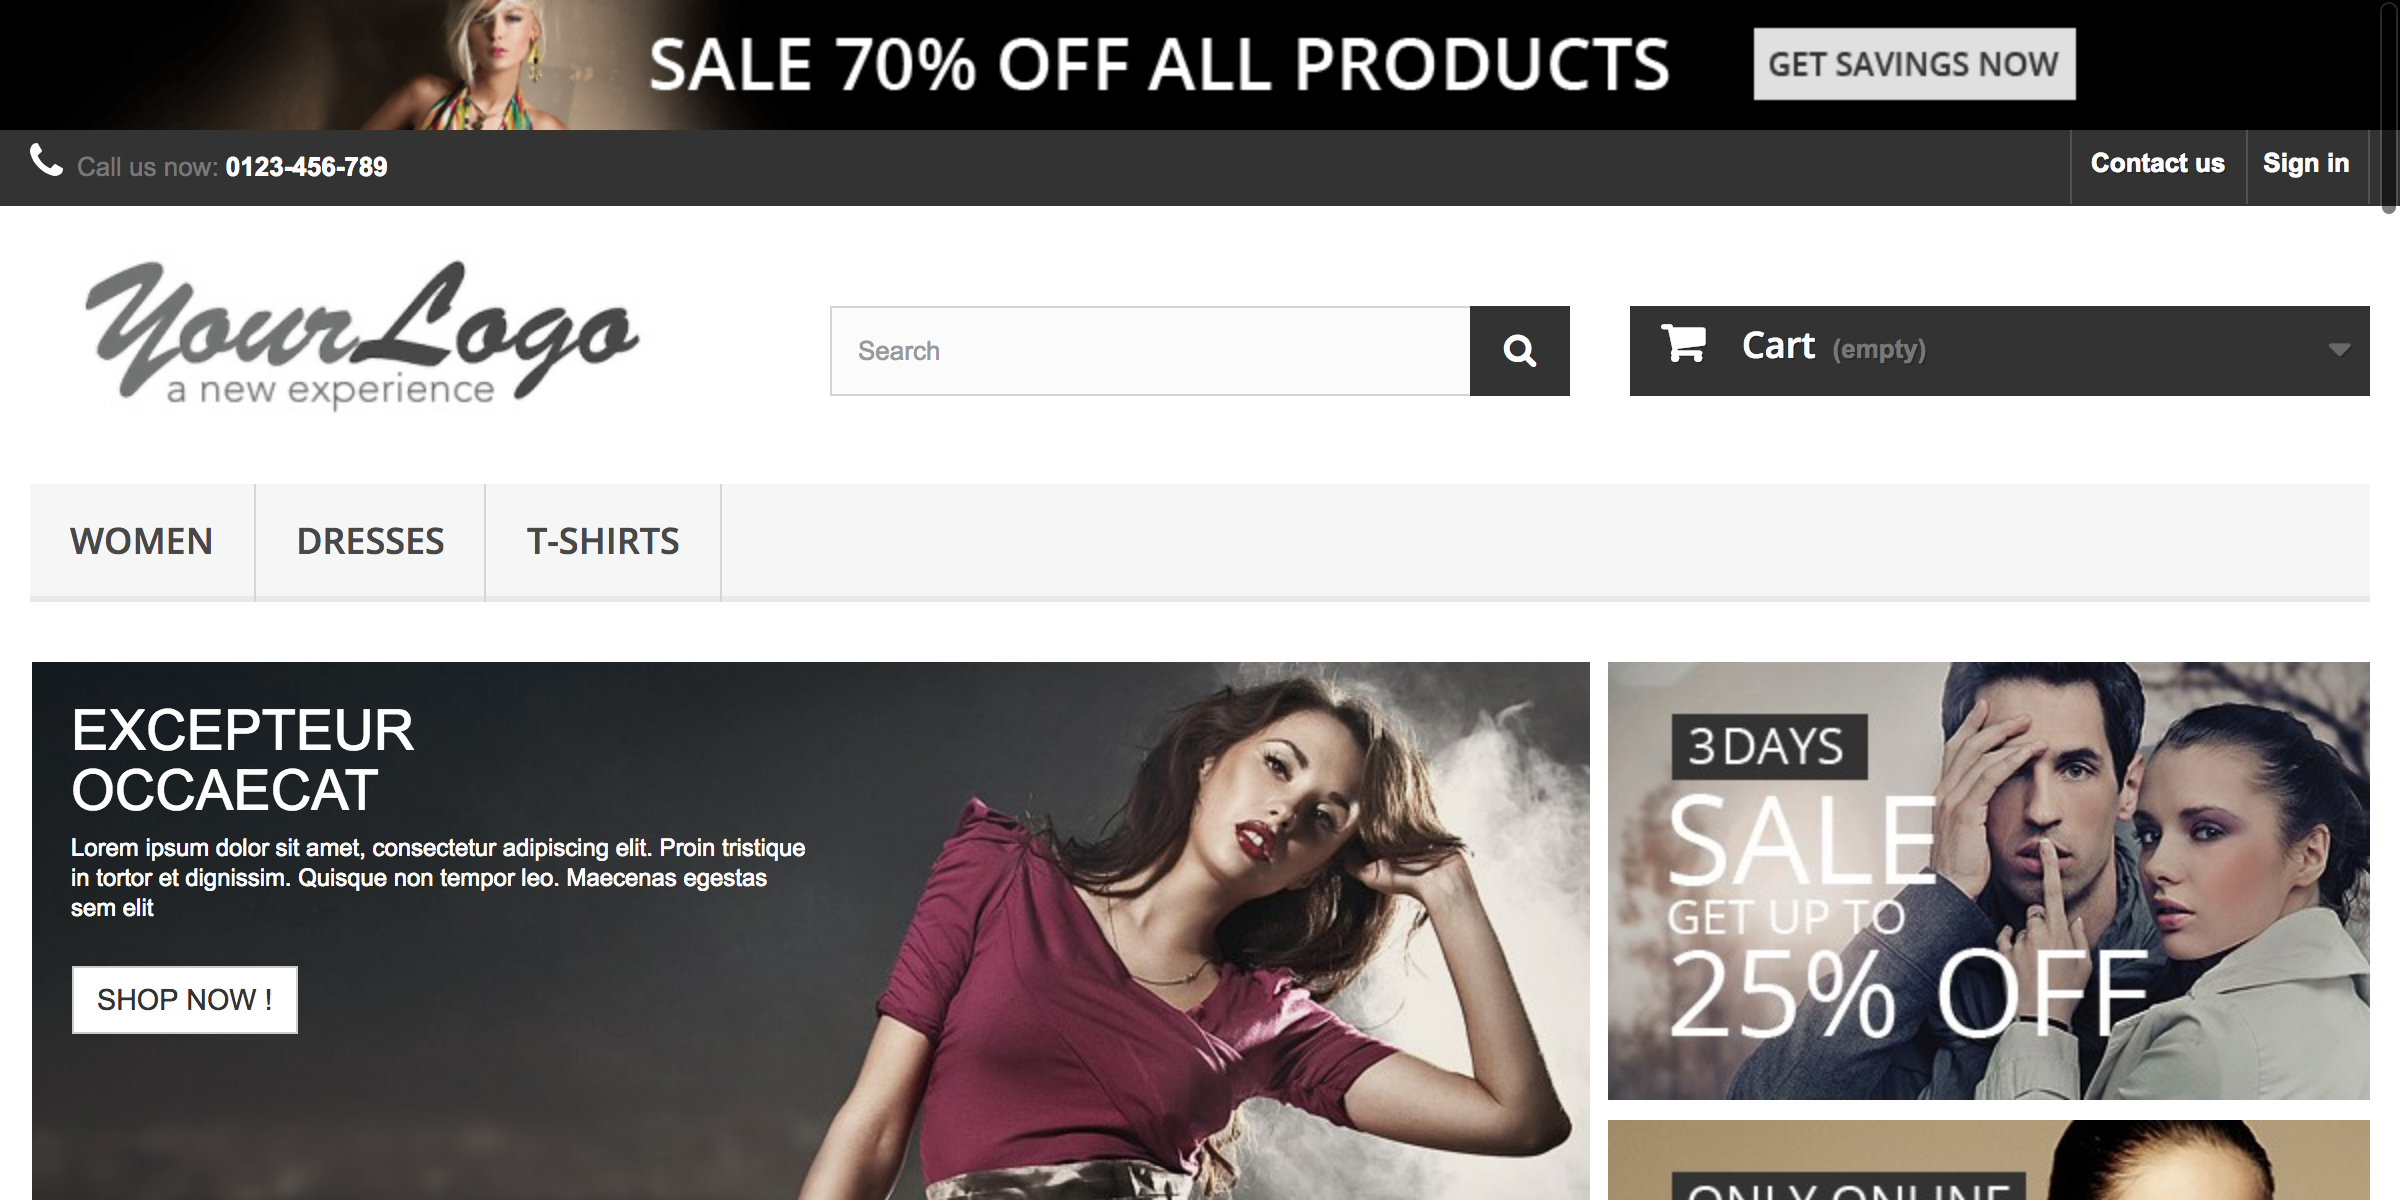 SALE 70% OFF ALL PRODUCTS
GET SAVINGS NOW
Call us now: 0123-456-789
Contact us
Sign in
YourLogo
a new experience
Search
Cart (empty)
WOMEN
DRESSES
T-SHIRTS
EXCEPTEUR
OCCAECAT
Lorem ipsum dolor sit amet, consectetur adipiscing elit. Proin tristique
in tortor et dignissim. Quisque non tempor leo. Maecenas egestas
sem elit
SHOP NOW !
3 DAYS
SALE
GET UP TO
25% OFF
ONLY ONLINE